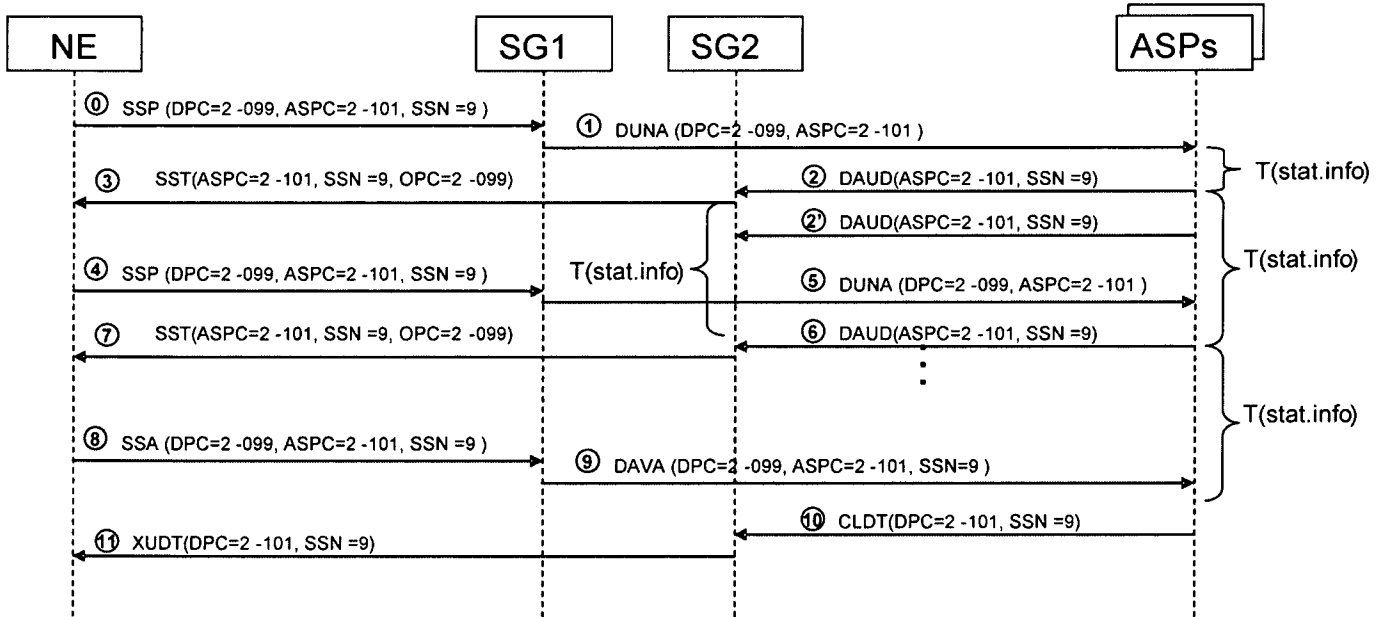 NE
SG1
SG2
ASPs
⓪ SSP (DPC=2 -099, ASPC=2 -101, SSN =9 )
① DUNA (DPC=2 -099, ASPC=2 -101 )
T(stat.info)
③ SST(ASPC=2 -101, SSN =9, OPC=2 -099)
② DAUD(ASPC=2 -101, SSN =9)
②' DAUD(ASPC=2 -101, SSN =9)
T(stat.info)
T(stat.info)
④ SSP (DPC=2 -099, ASPC=2 -101, SSN =9 )
⑤ DUNA (DPC=2 -099, ASPC=2 -101 )
⑦ SST(ASPC=2 -101, SSN =9, OPC=2 -099)
⑥ DAUD(ASPC=2 -101, SSN =9)
T(stat.info)
⑧ SSA (DPC=2 -099, ASPC=2 -101, SSN =9 )
⑨ DAVA (DPC=2 -099, ASPC=2 -101, SSN=9 )
⑩ CLDT(DPC=2 -101, SSN =9)
⑪ XUDT(DPC=2 -101, SSN =9)